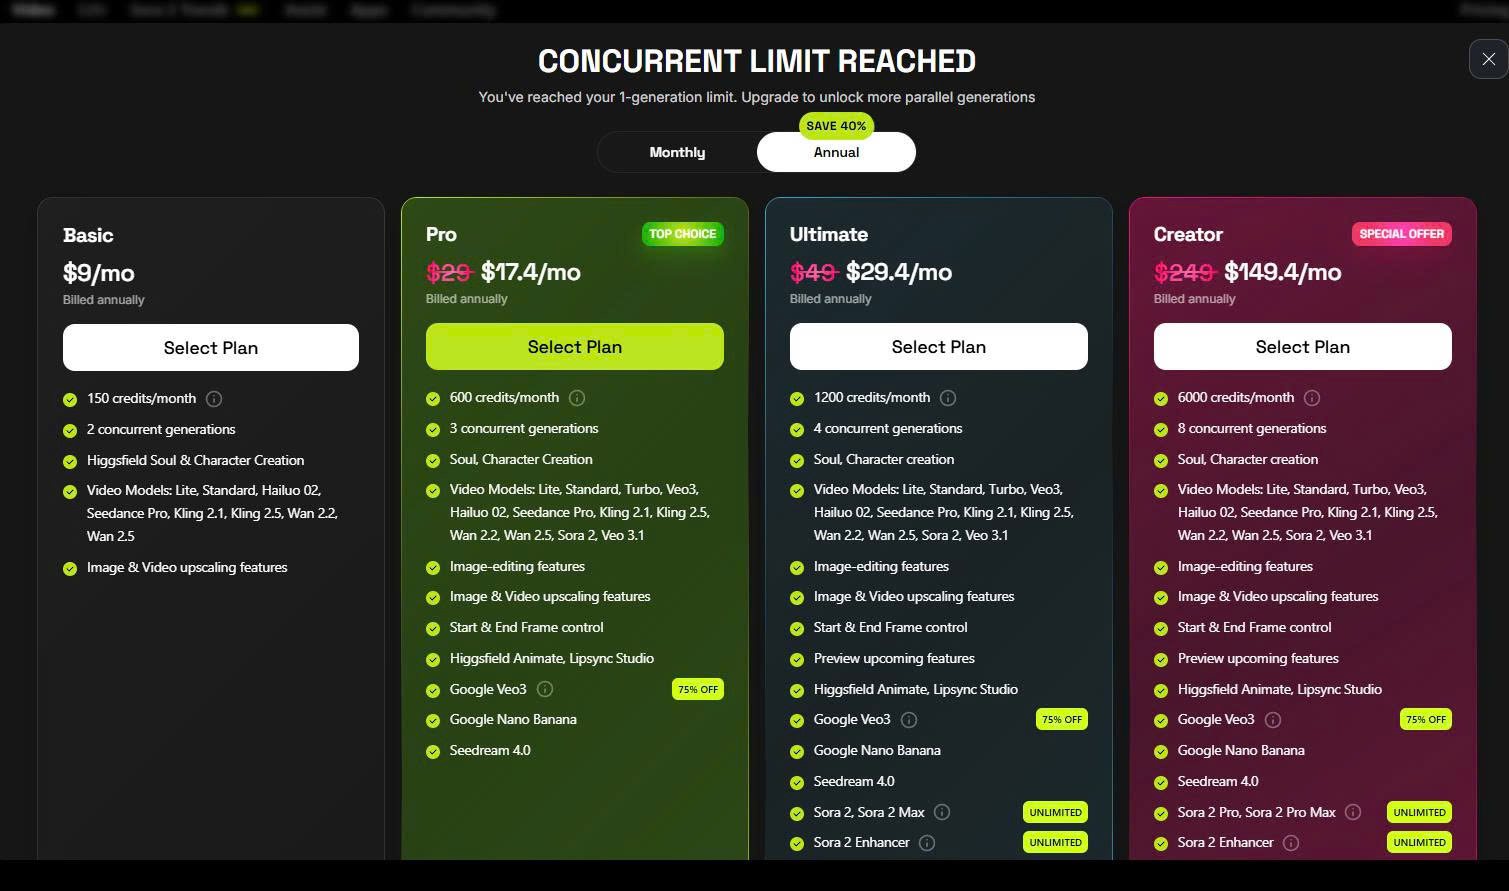 Video Edit Sora 2 Trends Assist Apps Community Pricing
CONCURRENT LIMIT REACHED
You've reached your 1-generation limit. Upgrade to unlock more parallel generations
SAVE 40%
Monthly Annual
Basic
$9/mo
Billed annually
Select Plan
150 credits/month
2 concurrent generations
Higgsfield Soul & Character Creation
Video Models: Lite, Standard, Hailuo 02,
Seedance Pro, Kling 2.1, Kling 2.5, Wan 2.2,
Wan 2.5
Image & Video upscaling features
Pro TOP CHOICE
$29 $17.4/mo
Billed annually
Select Plan
600 credits/month
3 concurrent generations
Soul, Character Creation
Video Models: Lite, Standard, Turbo, Veo3,
Hailuo 02, Seedance Pro, Kling 2.1, Kling 2.5,
Wan 2.2, Wan 2.5, Sora 2, Veo 3.1
Image-editing features
Image & Video upscaling features
Start & End Frame control
Higgsfield Animate, Lipsync Studio
Google Veo3 75% OFF
Google Nano Banana
Seedream 4.0
Ultimate
$49 $29.4/mo
Billed annually
Select Plan
1200 credits/month
4 concurrent generations
Soul, Character creation
Video Models: Lite, Standard, Turbo, Veo3,
Hailuo 02, Seedance Pro, Kling 2.1, Kling 2.5,
Wan 2.2, Wan 2.5, Sora 2, Veo 3.1
Image-editing features
Image & Video upscaling features
Start & End Frame control
Preview upcoming features
Higgsfield Animate, Lipsync Studio
Google Veo3 75% OFF
Google Nano Banana
Seedream 4.0
Sora 2, Sora 2 Max UNLIMITED
Sora 2 Enhancer UNLIMITED
Creator SPECIAL OFFER
$249 $149.4/mo
Billed annually
Select Plan
6000 credits/month
8 concurrent generations
Soul, Character creation
Video Models: Lite, Standard, Turbo, Veo3,
Hailuo 02, Seedance Pro, Kling 2.1, Kling 2.5,
Wan 2.2, Wan 2.5, Sora 2, Veo 3.1
Image-editing features
Image & Video upscaling features
Start & End Frame control
Preview upcoming features
Higgsfield Animate, Lipsync Studio
Google Veo3 75% OFF
Google Nano Banana
Seedream 4.0
Sora 2 Pro, Sora 2 Pro Max UNLIMITED
Sora 2 Enhancer UNLIMITED